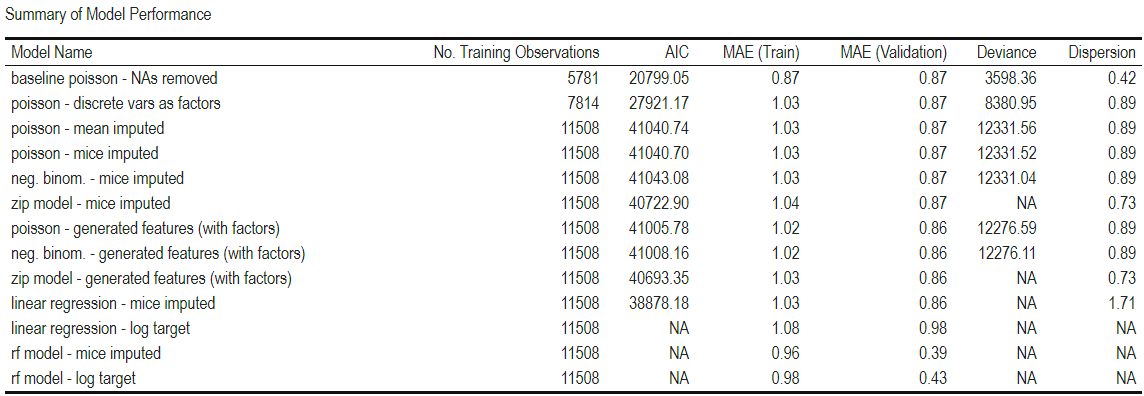 Summary of Model Performance
Model Name No. Training Observations AIC MAE (Train) MAE (Validation) Deviance Dispersion
baseline poisson - NAs removed 5781 20799.05 0.87 0.87 3598.36 0.42
poisson - discrete vars as factors 7814 27921.17 1.03 0.87 8380.95 0.89
poisson - mean imputed 11508 41040.74 1.03 0.87 12331.56 0.89
poisson - mice imputed 11508 41040.70 1.03 0.87 12331.52 0.89
neg. binom. - mice imputed 11508 41043.08 1.03 0.87 12331.04 0.89
zip model - mice imputed 11508 40722.90 1.04 0.87 NA 0.73
poisson - generated features (with factors) 11508 41005.78 1.02 0.86 12276.59 0.89
neg. binom. - generated features (with factors) 11508 41008.16 1.02 0.86 12276.11 0.89
zip model - generated features (with factors) 11508 40693.35 1.03 0.86 NA 0.73
linear regression - mice imputed 11508 38878.18 1.03 0.86 NA 1.71
linear regression - log target 11508 NA 1.08 0.98 NA NA
rf model - mice imputed 11508 NA 0.96 0.39 NA NA
rf model - log target 11508 NA 0.98 0.43 NA NA